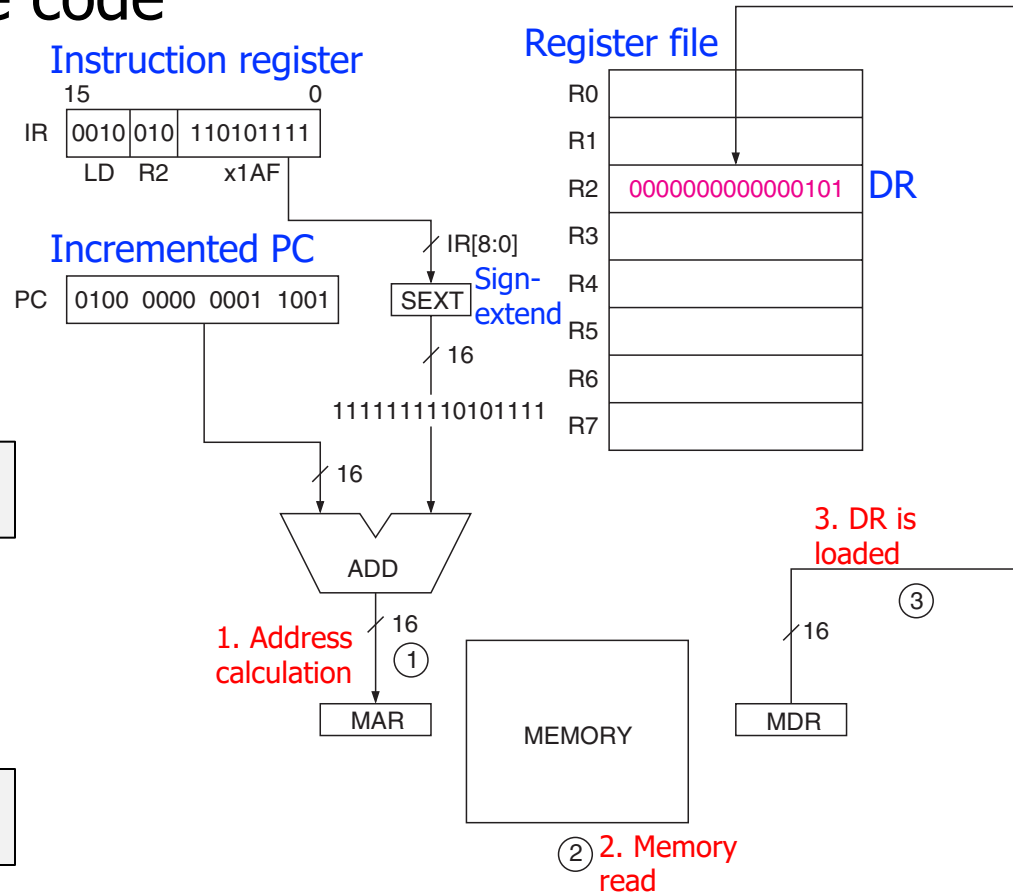 e code
Instruction register
15 0
IR 0010 010 110101111
LD R2 x1AF
IR[8:0]
Incremented PC
PC 0100 0000 0001 1001
SEXT
Sign-
extend
16
1111111110101111
16
ADD
1. Address
calculation
16
1
MAR
MEMORY
2
2. Memory
read
Register file
R0
R1
R2 0000000000000101 DR
R3
R4
R5
R6
R7
3. DR is
loaded
3
16
MDR